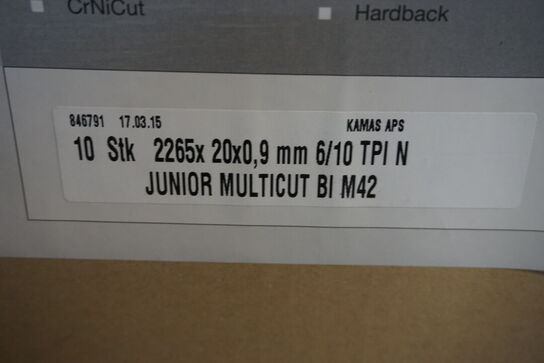 CrNiCut
Hardback
846791 17.03.15 KAMAS APS
10 Stk 2265x 20x0,9 mm 6/10 TPI N
JUNIOR MULTICUT BI M42